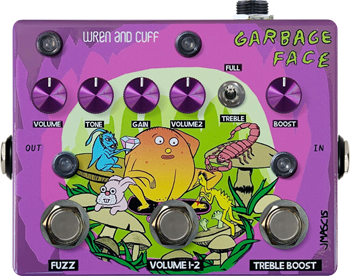 WREN AND CUFF
GARBAGE
FACE
FULL
VOLUME
TONE
GAIN
VOLUME2
TREBLE
BOOST
OUT
IN
JMASCIS
FUZZ
VOLUME 1-2
TREBLE BOOST